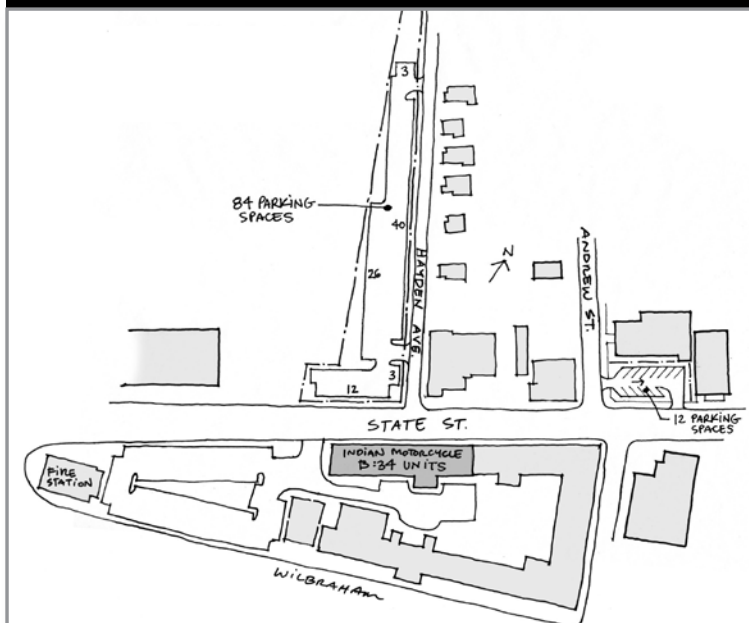 3
84 PARKING
SPACES
40
HAYDEN AVE.
N
ANDREW ST.
26
3
12
STATE ST.
12 PARKING
SPACES
INDIAN MOTORCYCLE
B:34 UNITS
FIRE
STATION
WILBRAHAM